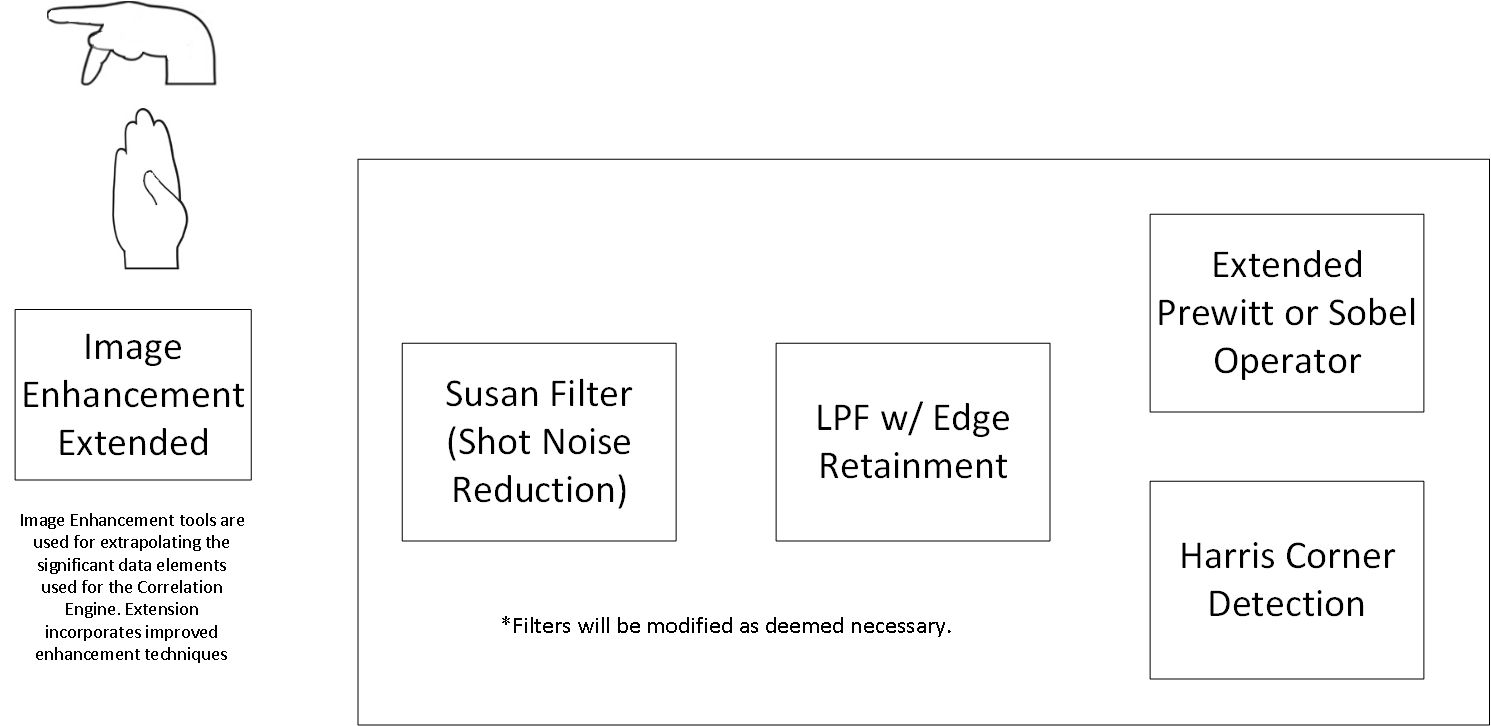 Image
Enhancement
Extended
Image Enhancement tools are
used for extrapolating the
significant data elements
used for the Correlation
Engine. Extension
incorporates improved
enhancement techniques
Susan Filter
(Shot Noise
Reduction)
LPF w/ Edge
Retainment
Extended
Prewitt or Sobel
Operator
Harris Corner
Detection
*Filters will be modified as deemed necessary.